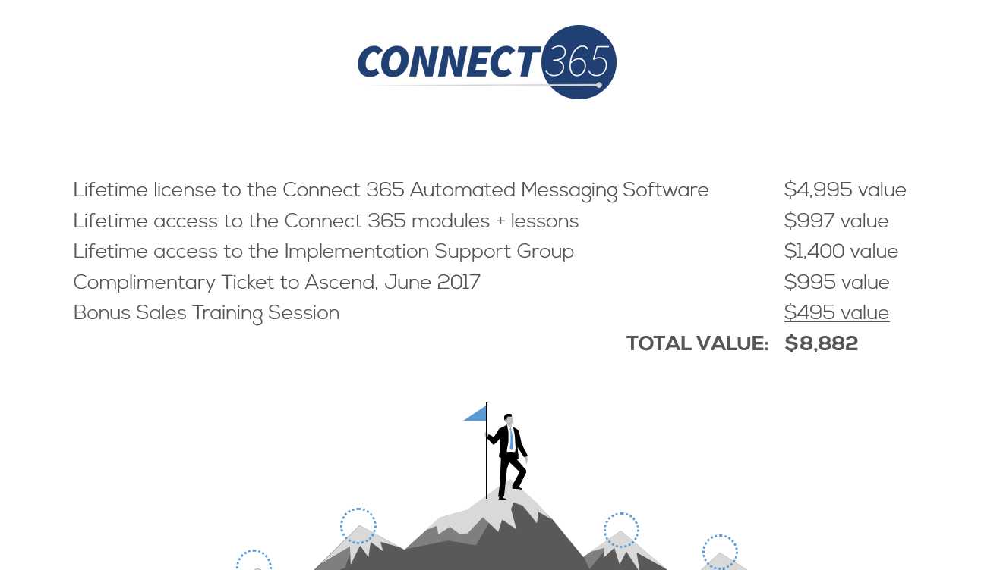 CONNECT365
Lifetime license to the Connect 365 Automated Messaging Software $4,995 value
Lifetime access to the Connect 365 modules + lessons $997 value
Lifetime access to the Implementation Support Group $1,400 value
Complimentary Ticket to Ascend, June 2017 $995 value
Bonus Sales Training Session $495 value
TOTAL VALUE: $8,882